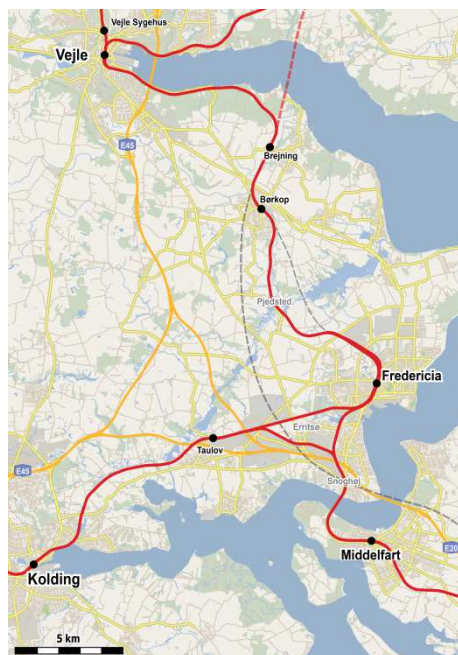 Vejle Sygehus
Vejle
E45
Brejning
Børkop
Pjedsted
Fredericia
Erritsø
Taulov
E45
Snoghøj
E20
Middelfart
Kolding
5 km